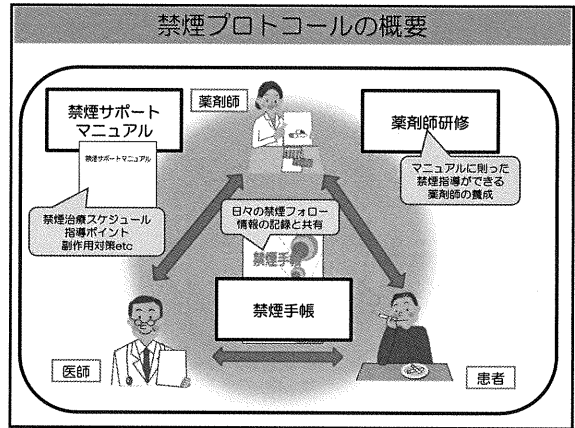 禁煙プロトコールの概要
薬剤師
禁煙サポート
マニュアル
禁煙サポートマニュアル
禁煙治療スケジュール
指導ポイント
副作用対策etc
薬剤師研修
マニュアルに則った
禁煙指導ができる
薬剤師の養成
日々の禁煙フォロー
情報の記録と共有
禁煙手帳
禁煙手帳
医師
患者